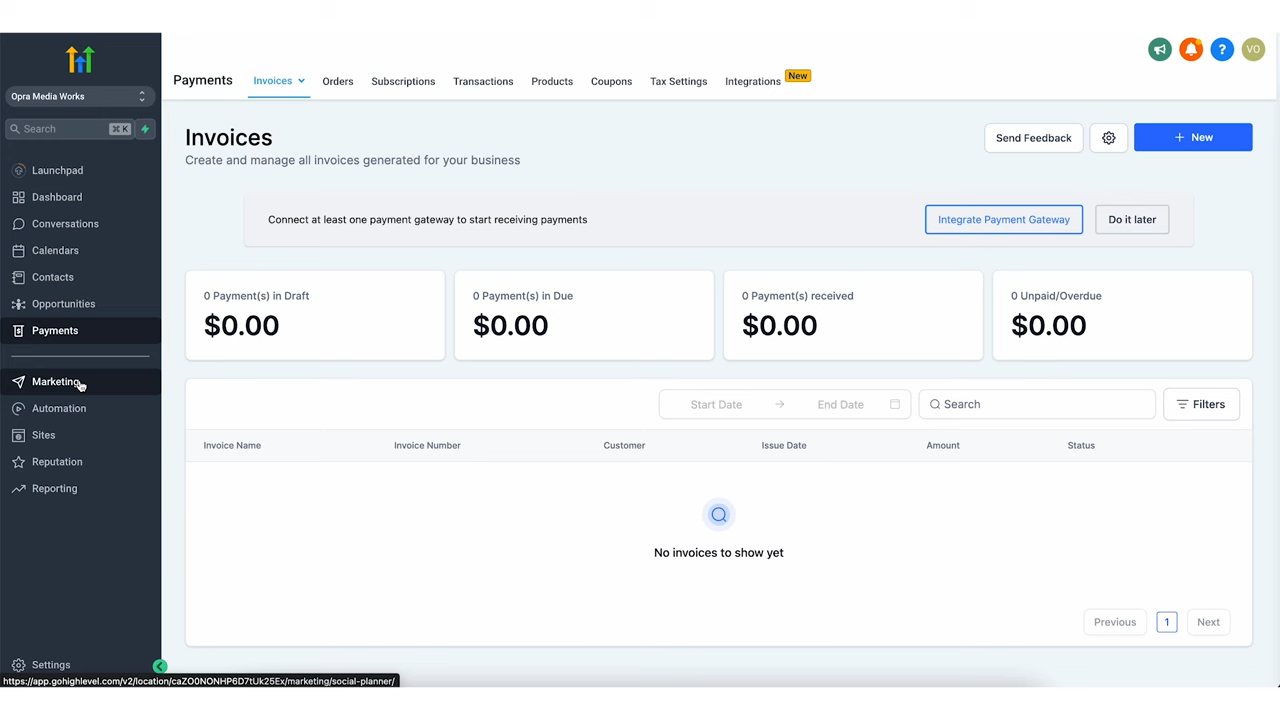 VO
Payments
Invoices
Orders
Subscriptions
Transactions
Products
Coupons
Tax Settings
Integrations
New
Opra Media Works
Search
⌘ K
Launchpad
Dashboard
Conversations
Calendars
Contacts
Opportunities
Payments
Marketing
Automation
Sites
Reputation
Reporting
Settings
Invoices
Create and manage all invoices generated for your business
Send Feedback
+ New
Connect at least one payment gateway to start receiving payments
Integrate Payment Gateway
Do it later
0 Payment(s) in Draft
$0.00
0 Payment(s) in Due
$0.00
0 Payment(s) received
$0.00
0 Unpaid/Overdue
$0.00
Start Date
End Date
Search
Filters
Invoice Name
Invoice Number
Customer
Issue Date
Amount
Status
No invoices to show yet
Previous
1
Next
https://app.gohighlevel.com/v2/location/caZO0NONHP6D7tUk25Ex/marketing/social-planner/